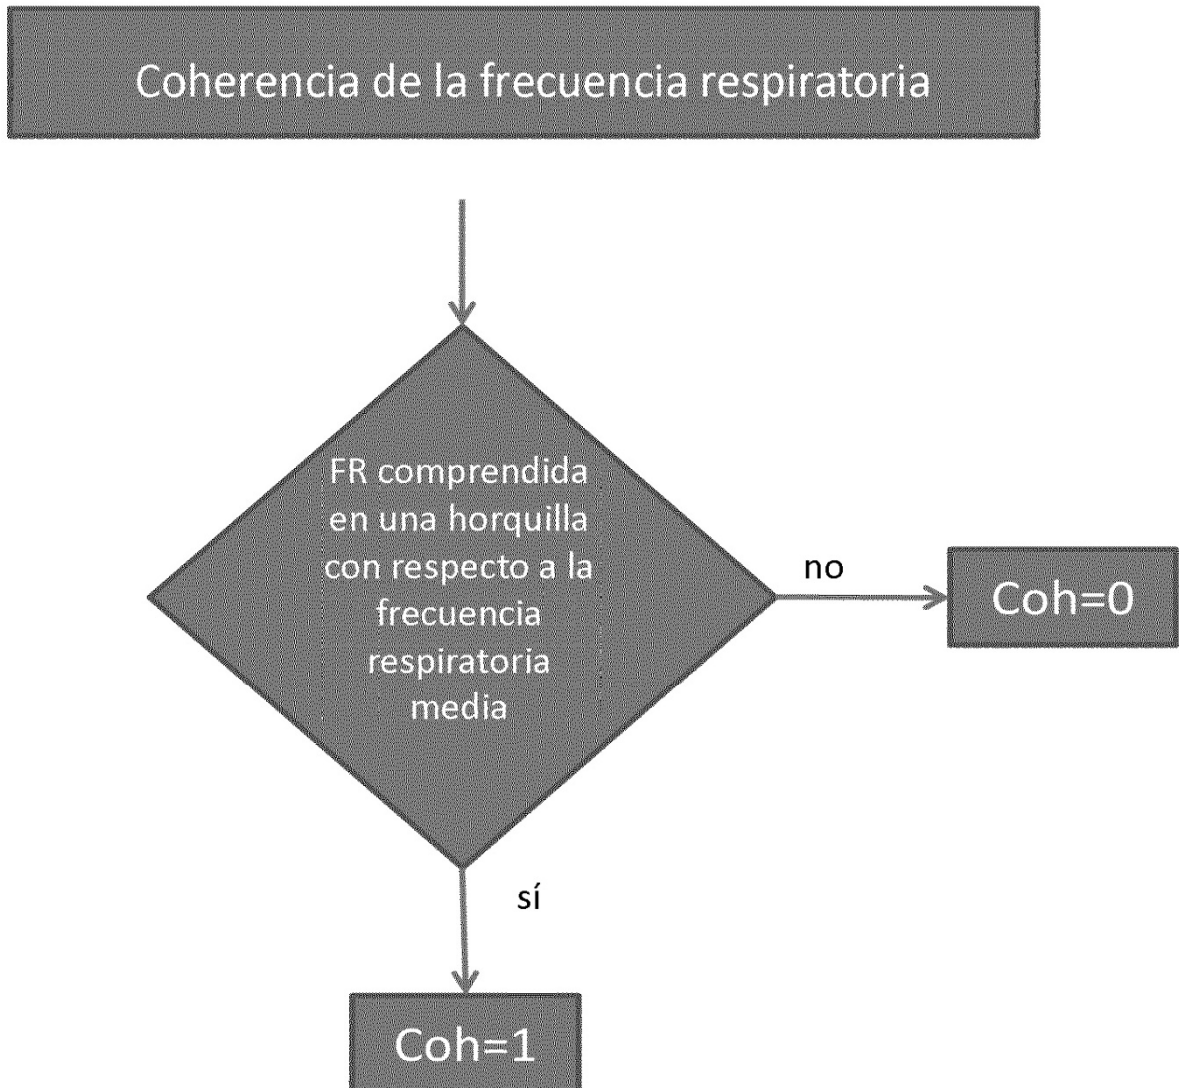 Coherencia de la frecuencia respiratoria
FR comprendida
en una horquilla
con respecto a la
frecuencia
respiratoria
media
no
Coh=0
sí
Coh=1